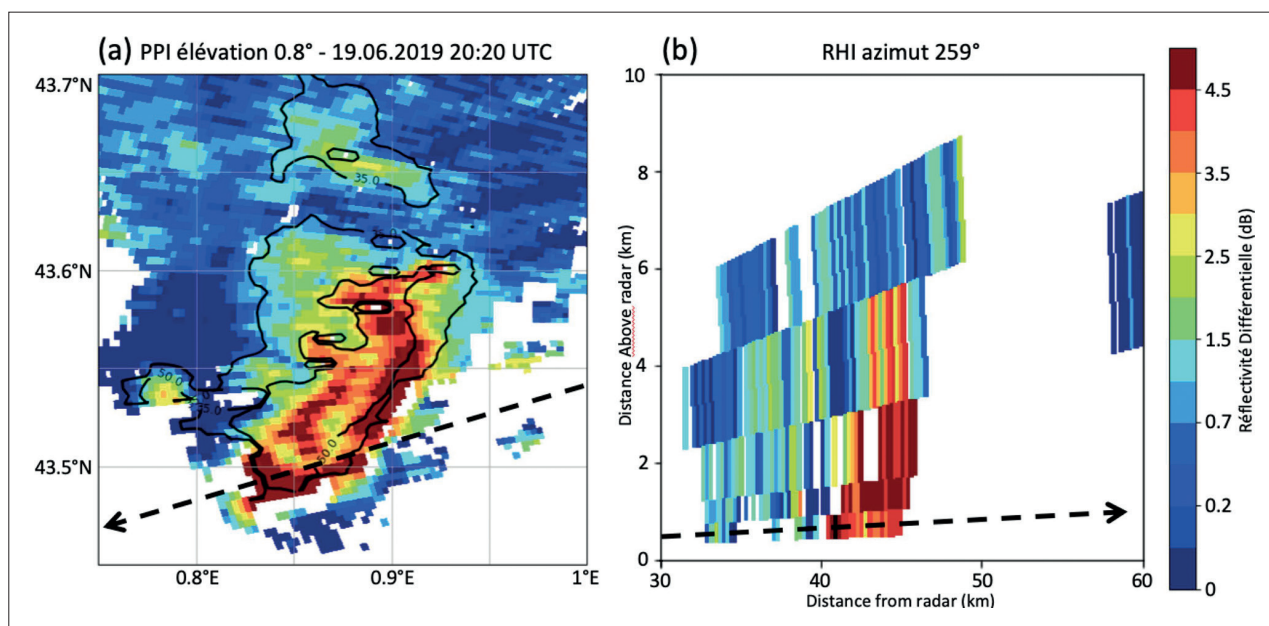 (a) PPI élévation 0.8° - 19.06.2019 20:20 UTC
43.7°N
43.6°N
43.5°N
0.8°E
0.9°E
1°E
35.0
35.0
50.0
35.0
50.0
(b) RHI azimut 259°
10
8
6
4
2
0
30
40
50
60
Distance Above radar (km)
Distance from radar (km)
4.5
3.5
2.5
1.5
0.7
0.2
0
Réflectivité Différentielle (dB)